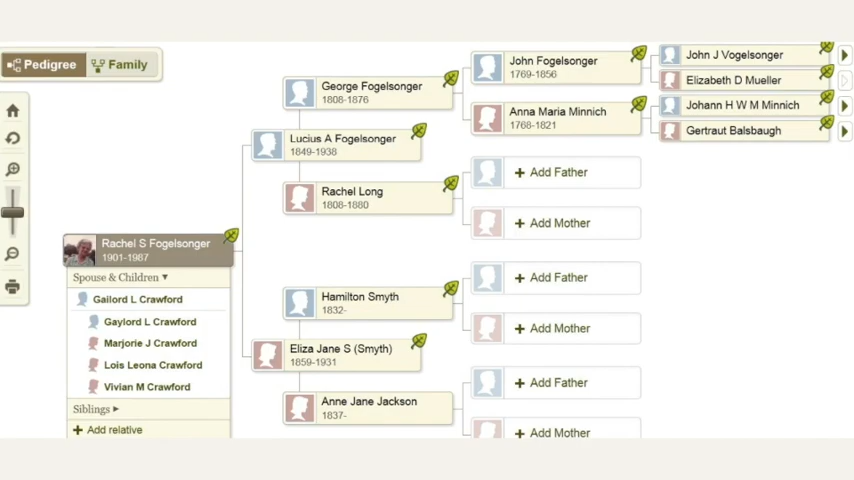 Pedigree
Family
Rachel S Fogelsonger
1901-1987
Spouse & Children
Gailord L Crawford
Gaylord L Crawford
Marjorie J Crawford
Lois Leona Crawford
Vivian M Crawford
Siblings
+ Add relative
Lucius A Fogelsonger
1849-1938
Eliza Jane S (Smyth)
1859-1931
George Fogelsonger
1808-1876
Rachel Long
1808-1880
Hamilton Smyth
1832-
Anne Jane Jackson
1837-
John Fogelsonger
1769-1856
Anna Maria Minnich
1768-1821
+ Add Father
+ Add Mother
+ Add Father
+ Add Mother
+ Add Father
+ Add Mother
John J Vogelsonger
Elizabeth D Mueller
Johann H W M Minnich
Gertraut Balsbaugh